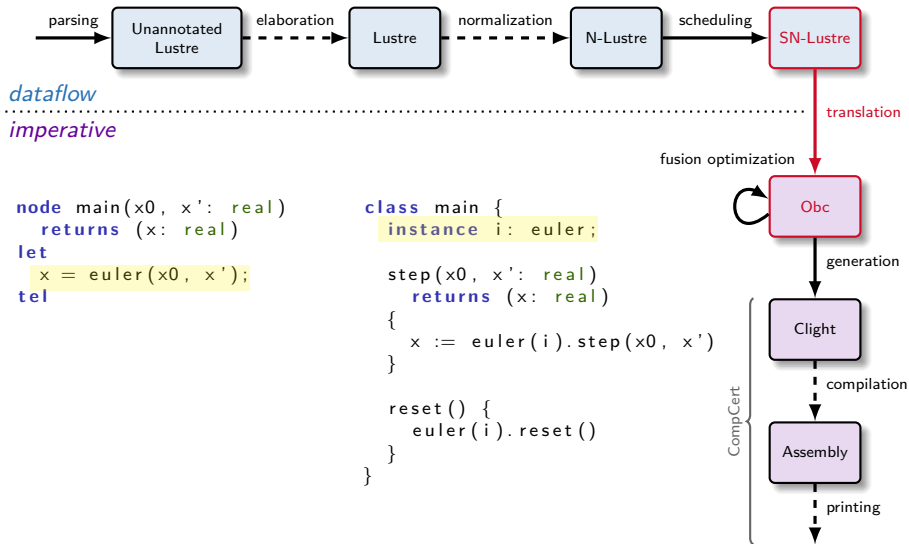 parsing
elaboration
normalization
scheduling
Unannotated
Lustre
Lustre
N-Lustre
SN-Lustre
dataflow
imperative
translation
fusion optimization
Obc
generation
Clight
compilation
CompCert
Assembly
printing
node main(x0, x': real)
returns (x: real)
let
x = euler(x0, x');
tel
class main {
instance i: euler;
step(x0, x': real)
returns (x: real)
{
x := euler(i).step(x0, x')
}
reset() {
euler(i).reset()
}
}